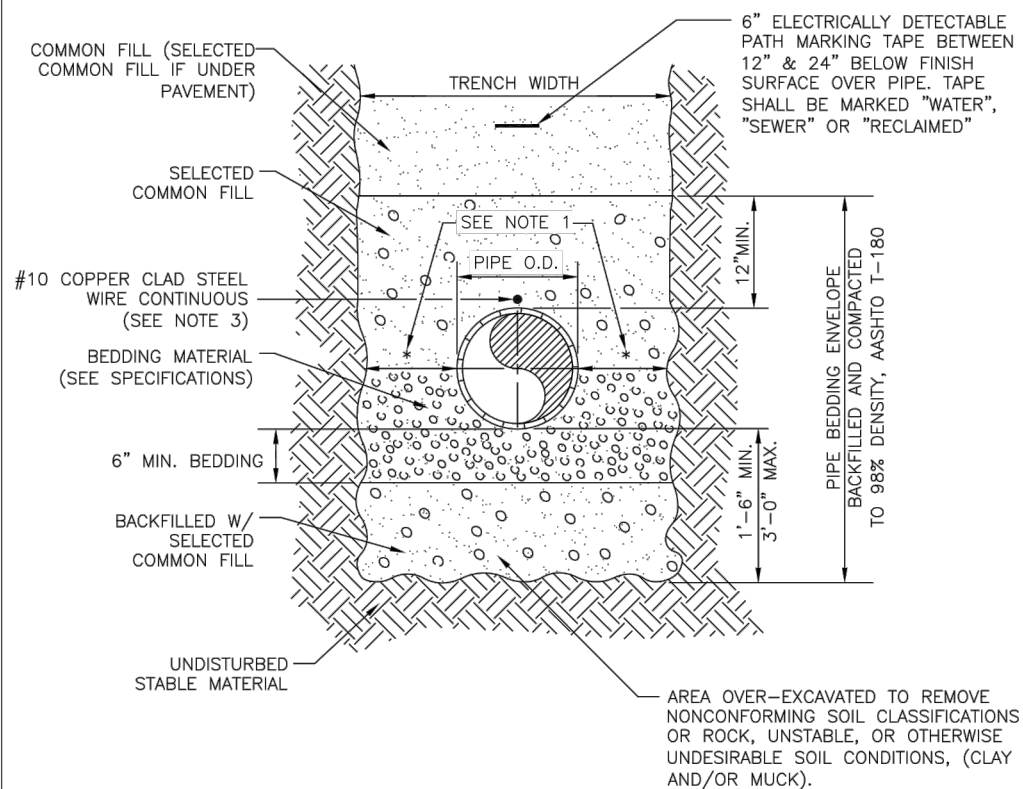 COMMON FILL (SELECTED
COMMON FILL IF UNDER
PAVEMENT)
TRENCH WIDTH
6" ELECTRICALLY DETECTABLE
PATH MARKING TAPE BETWEEN
12" & 24" BELOW FINISH
SURFACE OVER PIPE. TAPE
SHALL BE MARKED "WATER",
"SEWER" OR "RECLAIMED"
SELECTED
COMMON FILL
SEE NOTE 1
PIPE O.D.
12"MIN.
#10 COPPER CLAD STEEL
WIRE CONTINUOUS
(SEE NOTE 3)
*
*
BEDDING MATERIAL
(SEE SPECIFICATIONS)
6" MIN. BEDDING
1'-6" MIN.
3'-0" MAX.
PIPE BEDDING ENVELOPE
BACKFILLED AND COMPACTED
TO 98% DENSITY, AASHTO T-180
BACKFILLED W/
SELECTED
COMMON FILL
UNDISTURBED
STABLE MATERIAL
AREA OVER-EXCAVATED TO REMOVE
NONCONFORMING SOIL CLASSIFICATIONS
OR ROCK, UNSTABLE, OR OTHERWISE
UNDESIRABLE SOIL CONDITIONS, (CLAY
AND/OR MUCK).